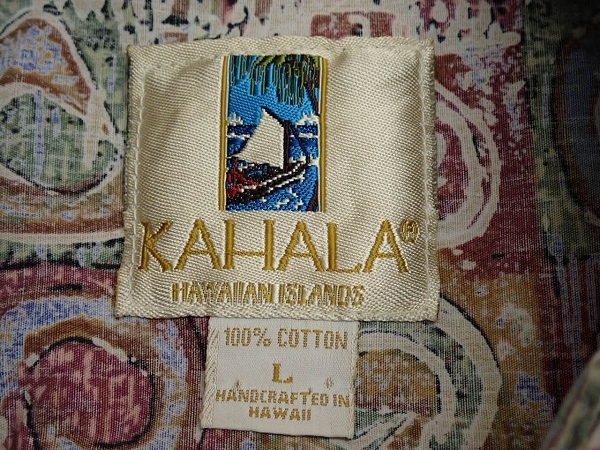 KAHALA®
HAWAIIAN ISLANDS
100% COTTON
L
HANDCRAFTED IN
HAWAII